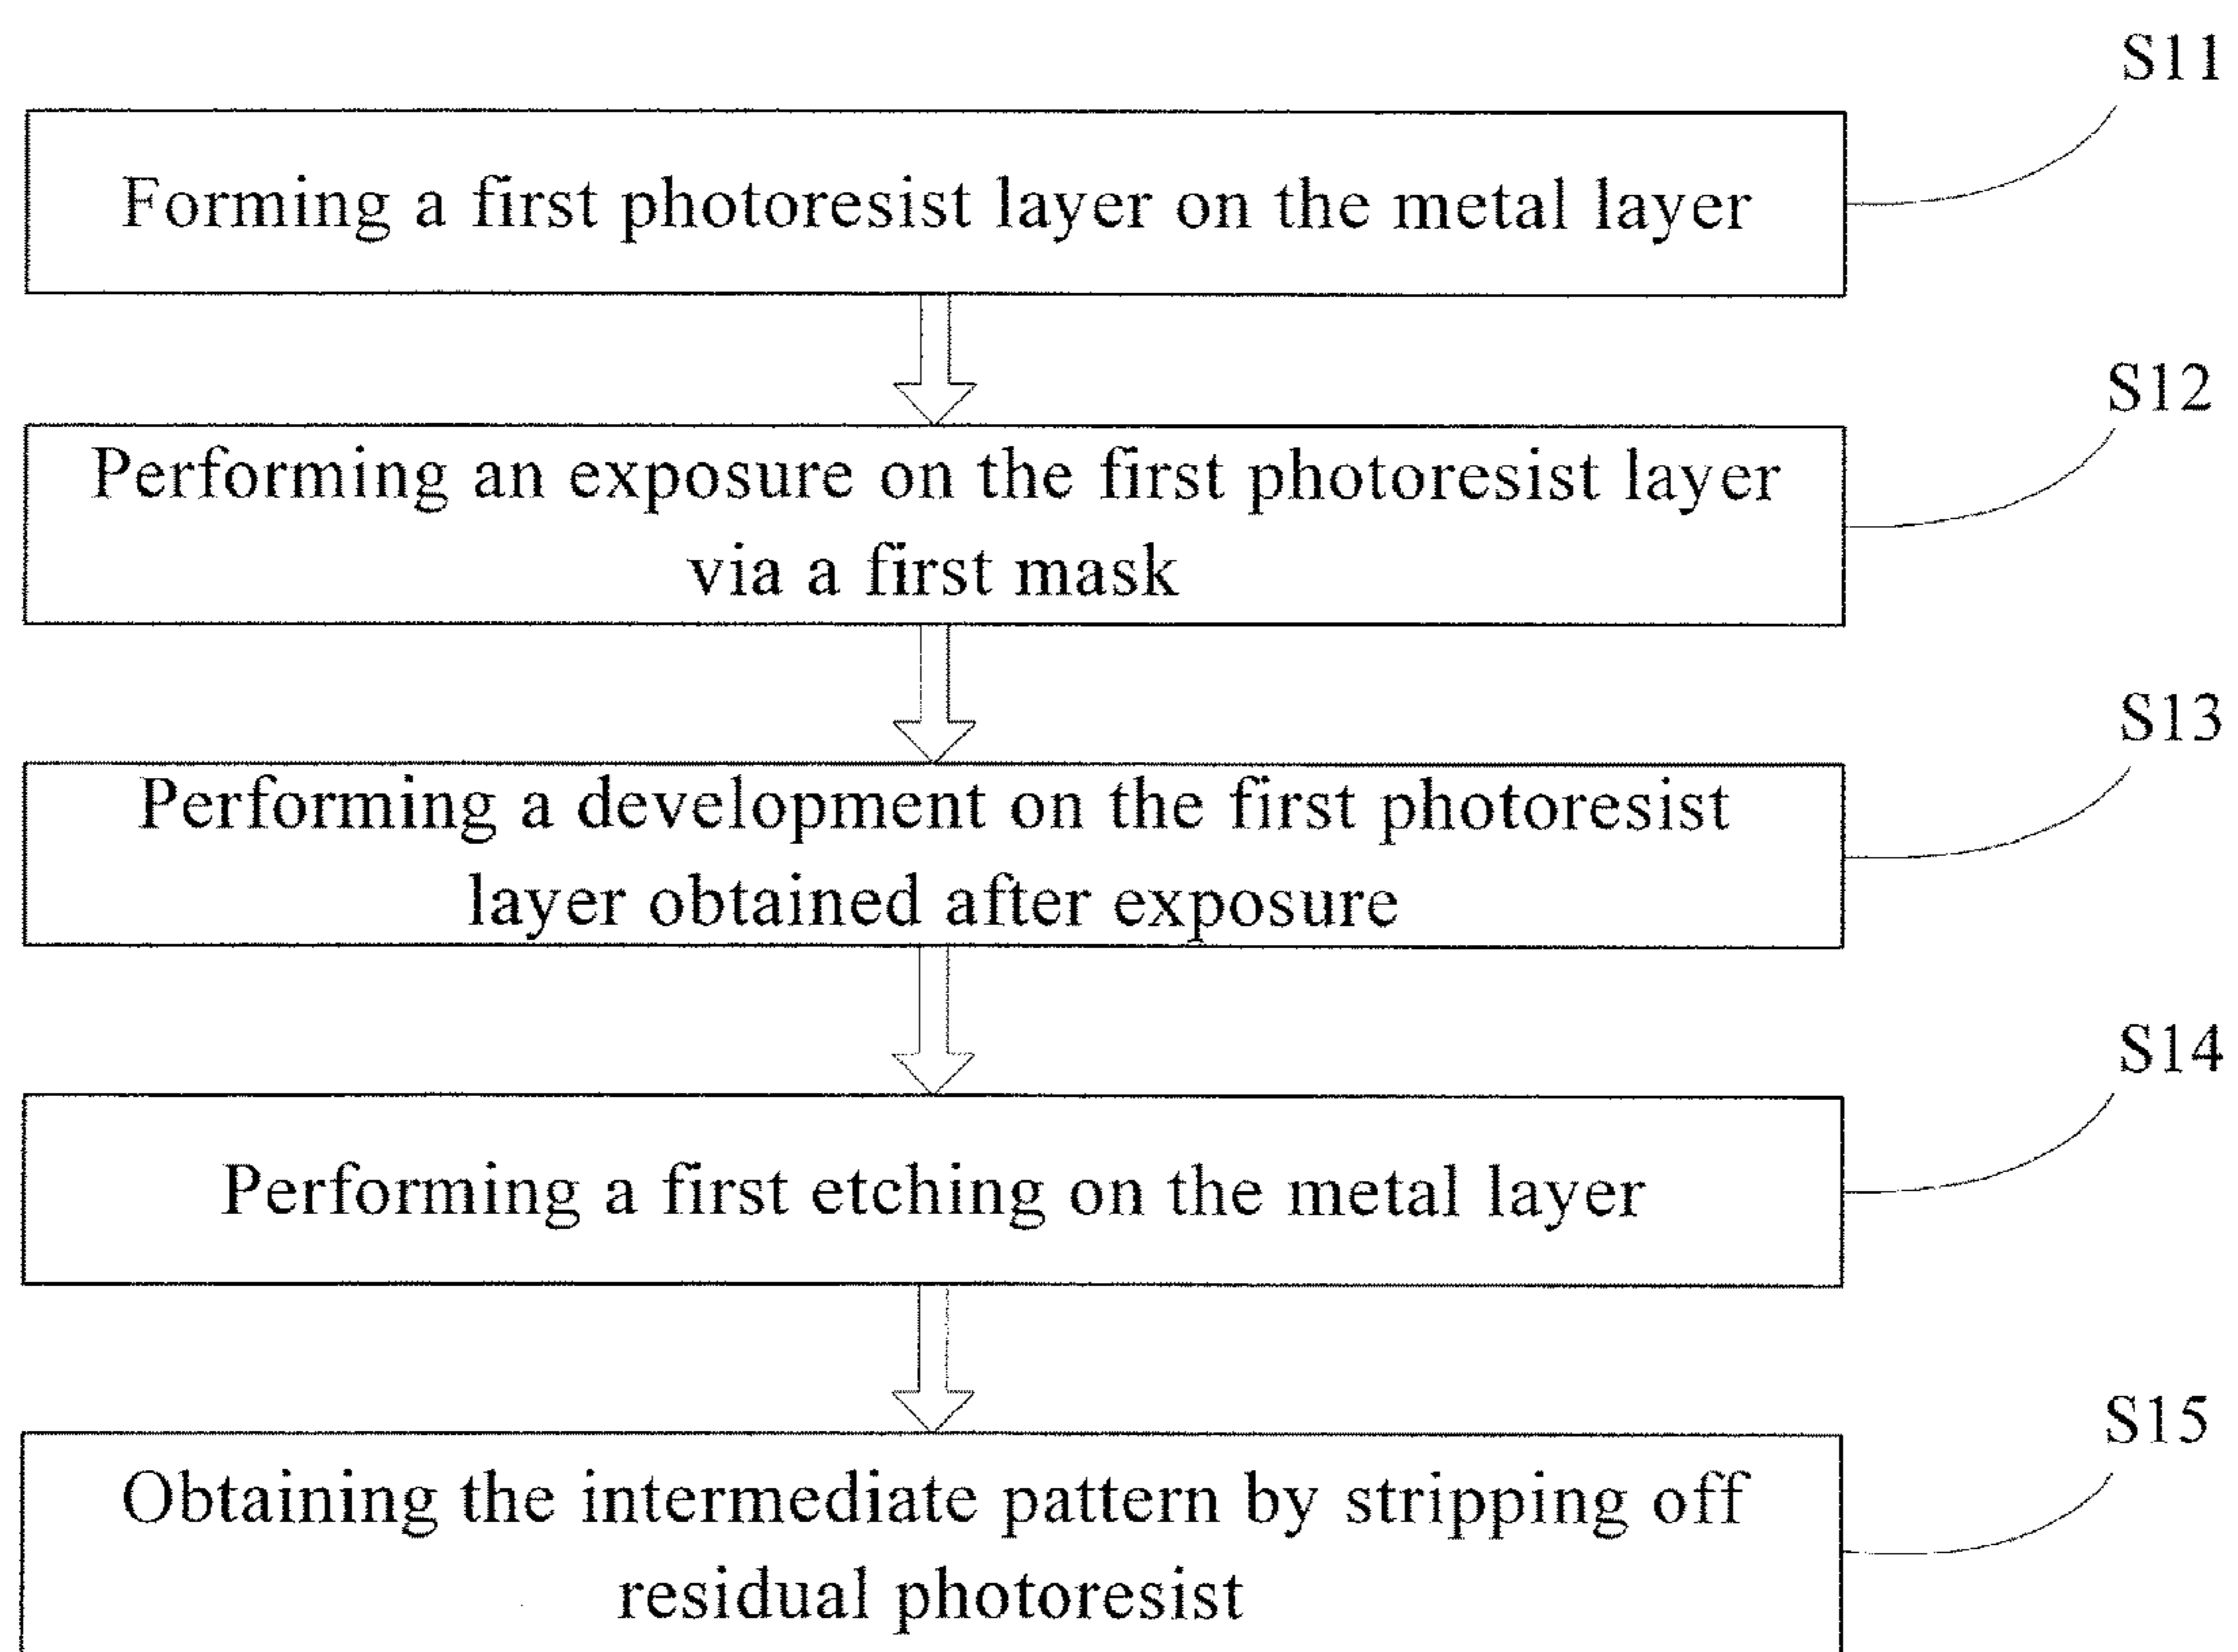 S11
Forming a first photoresist layer on the metal layer
S12
Performing an exposure on the first photoresist layer
via a first mask
S13
Performing a development on the first photoresist
layer obtained after exposure
S14
Performing a first etching on the metal layer
S15
Obtaining the intermediate pattern by stripping off
residual photoresist